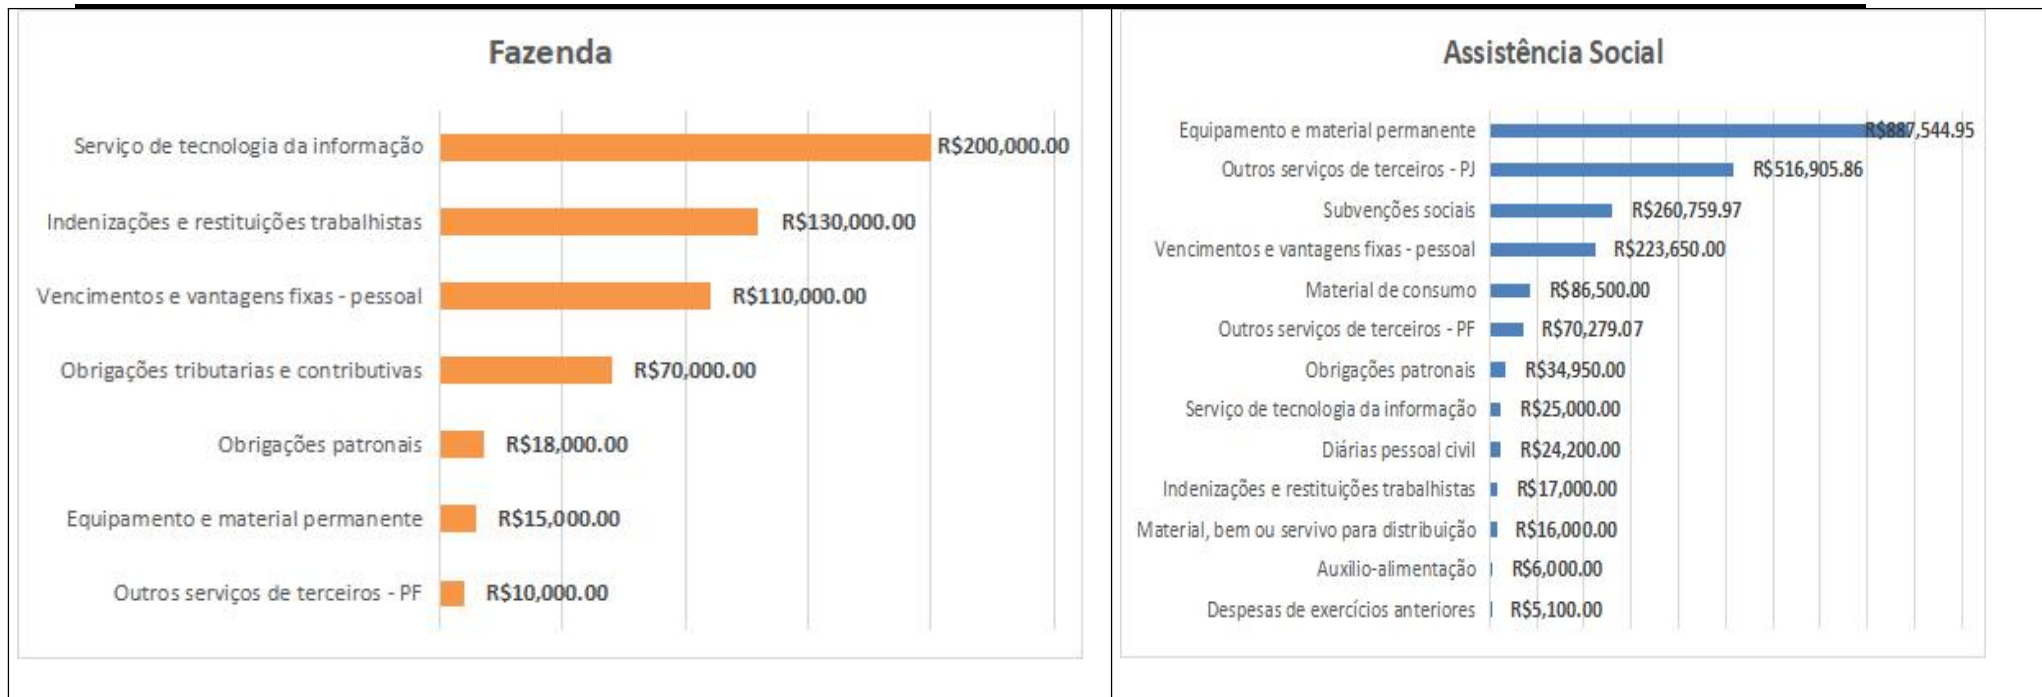 Fazenda
Serviço de tecnologia da informação R$200,000.00
Indenizações e restituições trabalhistas R$130,000.00
Vencimentos e vantagens fixas - pessoal R$110,000.00
Obrigações tributarias e contributivas R$70,000.00
Obrigações patronais R$18,000.00
Equipamento e material permanente R$15,000.00
Outros serviços de terceiros - PF R$10,000.00
Assistência Social
Equipamento e material permanente R$887,544.95
Outros serviços de terceiros - PJ R$516,905.86
Subvenções sociais R$260,759.97
Vencimentos e vantagens fixas - pessoal R$223,650.00
Material de consumo R$86,500.00
Outros serviços de terceiros - PF R$70,279.07
Obrigações patronais R$34,950.00
Serviço de tecnologia da informação R$25,000.00
Diárias pessoal civil R$24,200.00
Indenizações e restituições trabalhistas R$17,000.00
Material, bem ou servivo para distribuição R$16,000.00
Auxilio-alimentação R$6,000.00
Despesas de exercícios anteriores R$5,100.00